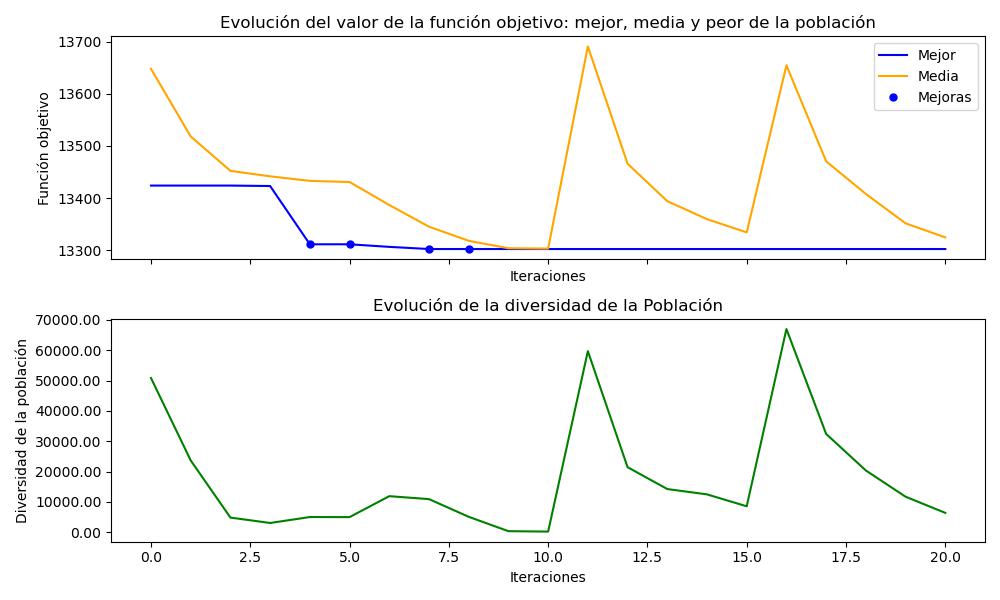 Evolución del valor de la función objetivo: mejor, media y peor de la población
13700
13600
13500
13400
13300
Función objetivo
Mejor
Media
Mejoras
Iteraciones
Evolución de la diversidad de la Población
70000.00
60000.00
50000.00
40000.00
30000.00
20000.00
10000.00
0.00
Diversidad de la población
0.0 2.5 5.0 7.5 10.0 12.5 15.0 17.5 20.0
Iteraciones